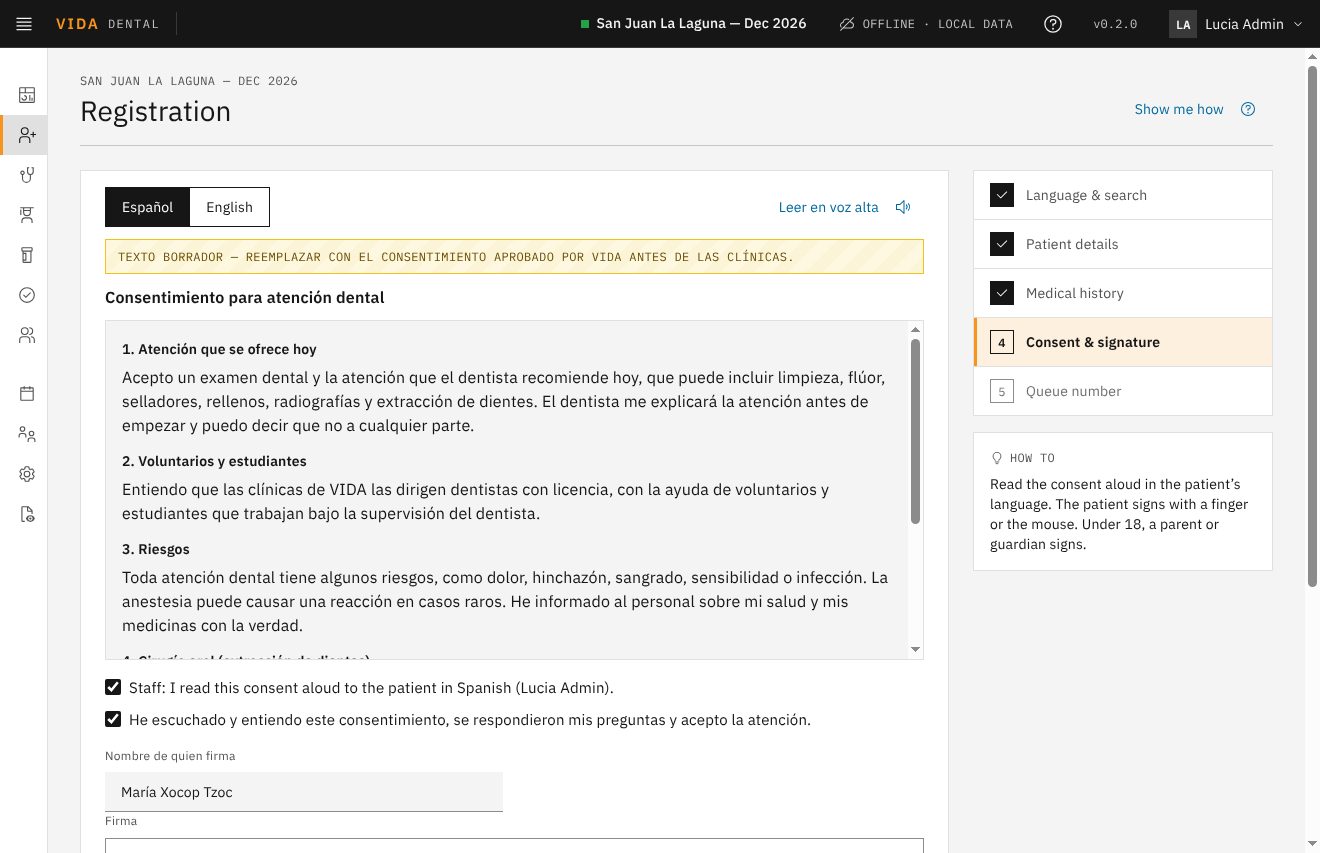 VIDA DENTAL
San Juan La Laguna — Dec 2026
OFFLINE · LOCAL DATA
v0.2.0
LA Lucia Admin
SAN JUAN LA LAGUNA — DEC 2026
Registration
Show me how
Español English
Leer en voz alta
TEXTO BORRADOR — REEMPLAZAR CON EL CONSENTIMIENTO APROBADO POR VIDA ANTES DE LAS CLÍNICAS.
Consentimiento para atención dental
1. Atención que se ofrece hoy
Acepto un examen dental y la atención que el dentista recomiende hoy, que puede incluir limpieza, flúor,
selladores, rellenos, radiografías y extracción de dientes. El dentista me explicará la atención antes de
empezar y puedo decir que no a cualquier parte.
2. Voluntarios y estudiantes
Entiendo que las clínicas de VIDA las dirigen dentistas con licencia, con la ayuda de voluntarios y
estudiantes que trabajan bajo la supervisión del dentista.
3. Riesgos
Toda atención dental tiene algunos riesgos, como dolor, hinchazón, sangrado, sensibilidad o infección. La
anestesia puede causar una reacción en casos raros. He informado al personal sobre mi salud y mis
medicinas con la verdad.
4. Cirugía oral (extracción de dientes)
Staff: I read this consent aloud to the patient in Spanish (Lucia Admin).
He escuchado y entiendo este consentimiento, se respondieron mis preguntas y acepto la atención.
Nombre de quien firma
María Xocop Tzoc
Firma
Language & search
Patient details
Medical history
4 Consent & signature
5 Queue number
HOW TO
Read the consent aloud in the patient's
language. The patient signs with a finger
or the mouse. Under 18, a parent or
guardian signs.